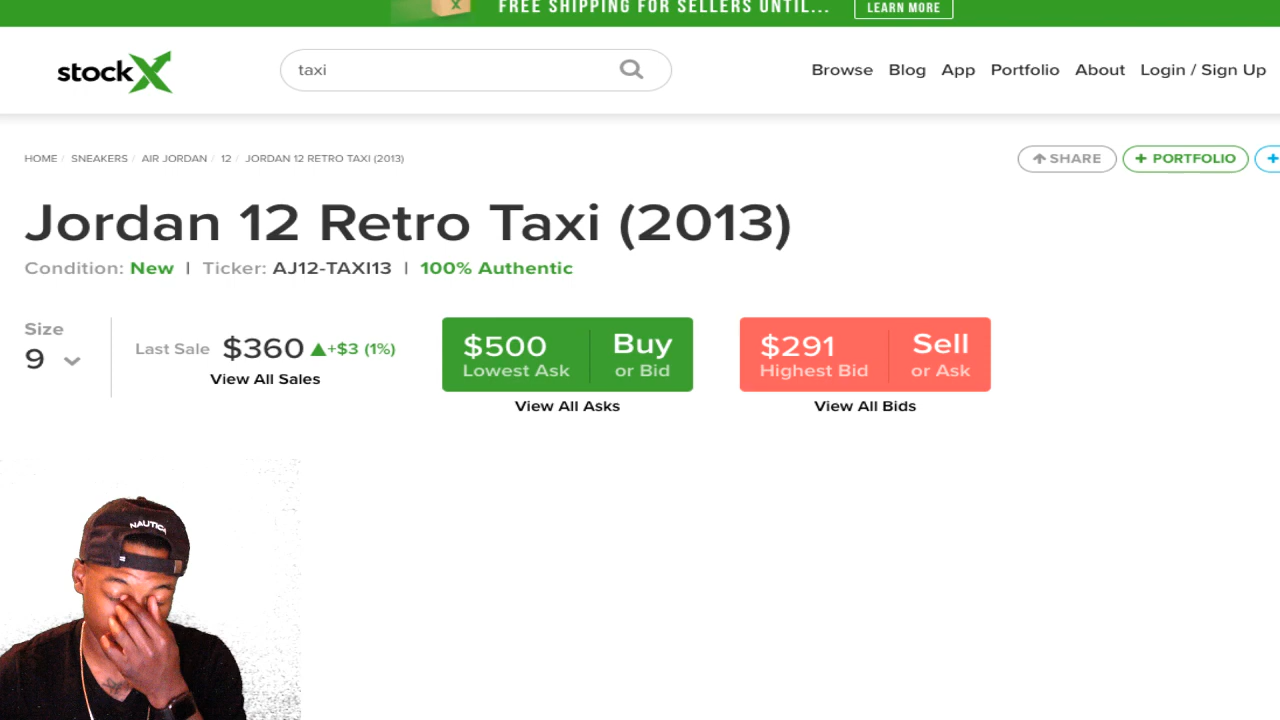 FREE SHIPPING FOR SELLERS UNTIL...
LEARN MORE
stockX
taxi
Browse Blog App Portfolio About Login / Sign Up
HOME / SNEAKERS / AIR JORDAN / 12 / JORDAN 12 RETRO TAXI (2013)
SHARE
+ PORTFOLIO
+
Jordan 12 Retro Taxi (2013)
Condition: New | Ticker: AJ12-TAXI13 | 100% Authentic
Size
9
Last Sale $360 ▲+$3 (1%)
View All Sales
$500 Buy
Lowest Ask or Bid
View All Asks
$291 Sell
Highest Bid or Ask
View All Bids
NAUTICA